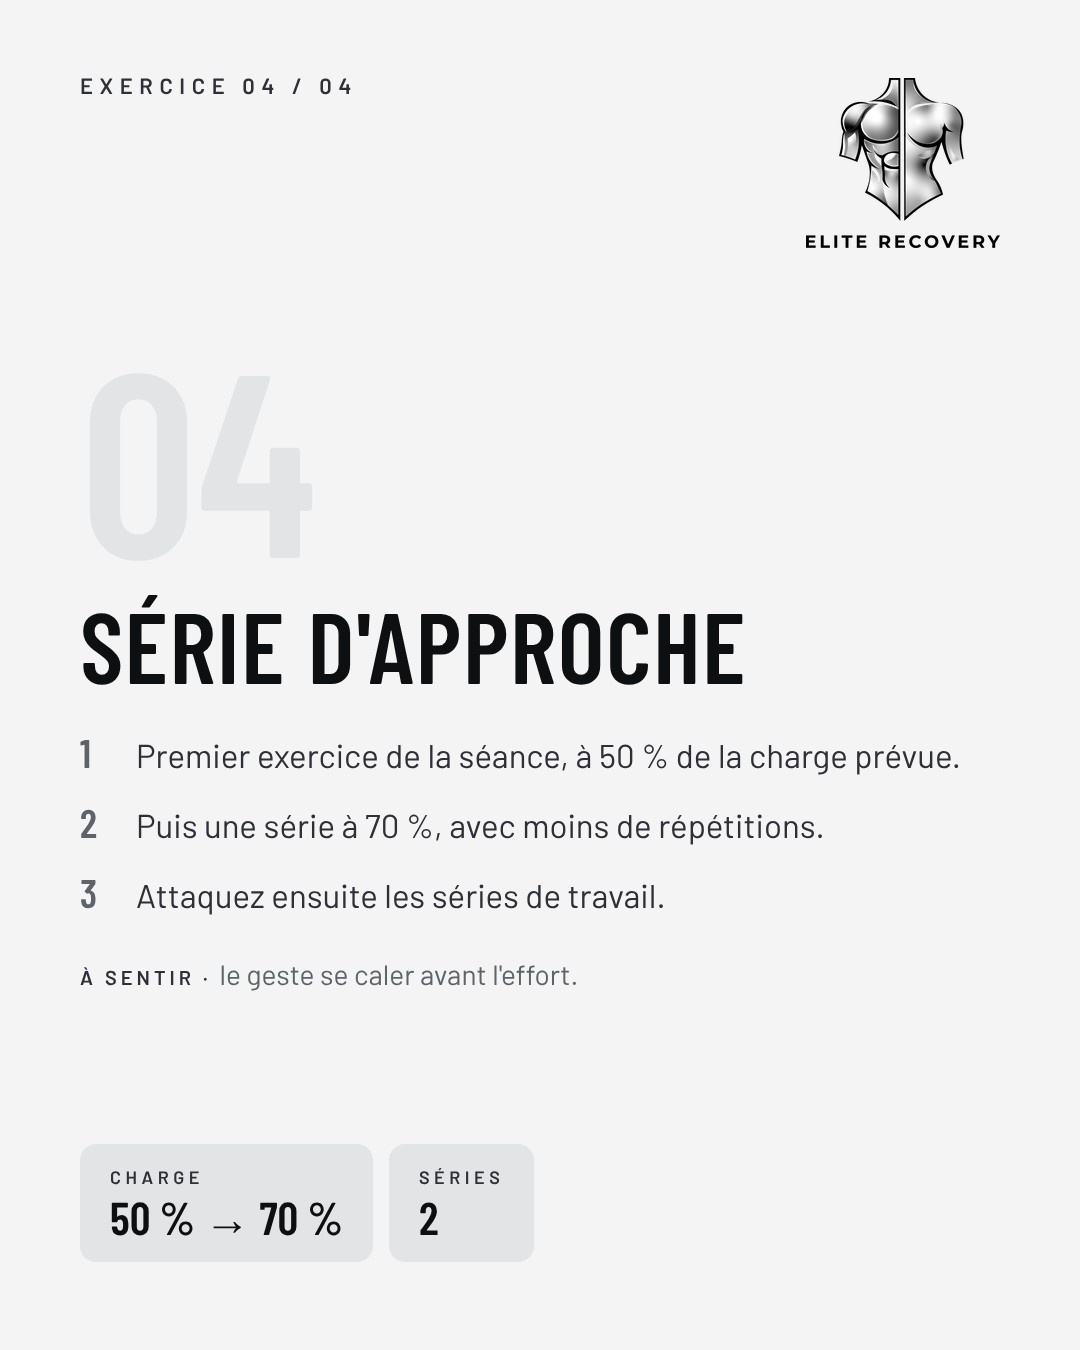 EXERCICE 04 / 04
ELITE RECOVERY
04
SÉRIE D'APPROCHE
1 Premier exercice de la séance, à 50 % de la charge prévue.
2 Puis une série à 70 %, avec moins de répétitions.
3 Attaquez ensuite les séries de travail.
À SENTIR · le geste se caler avant l'effort.
CHARGE
50 % → 70 %
SÉRIES
2